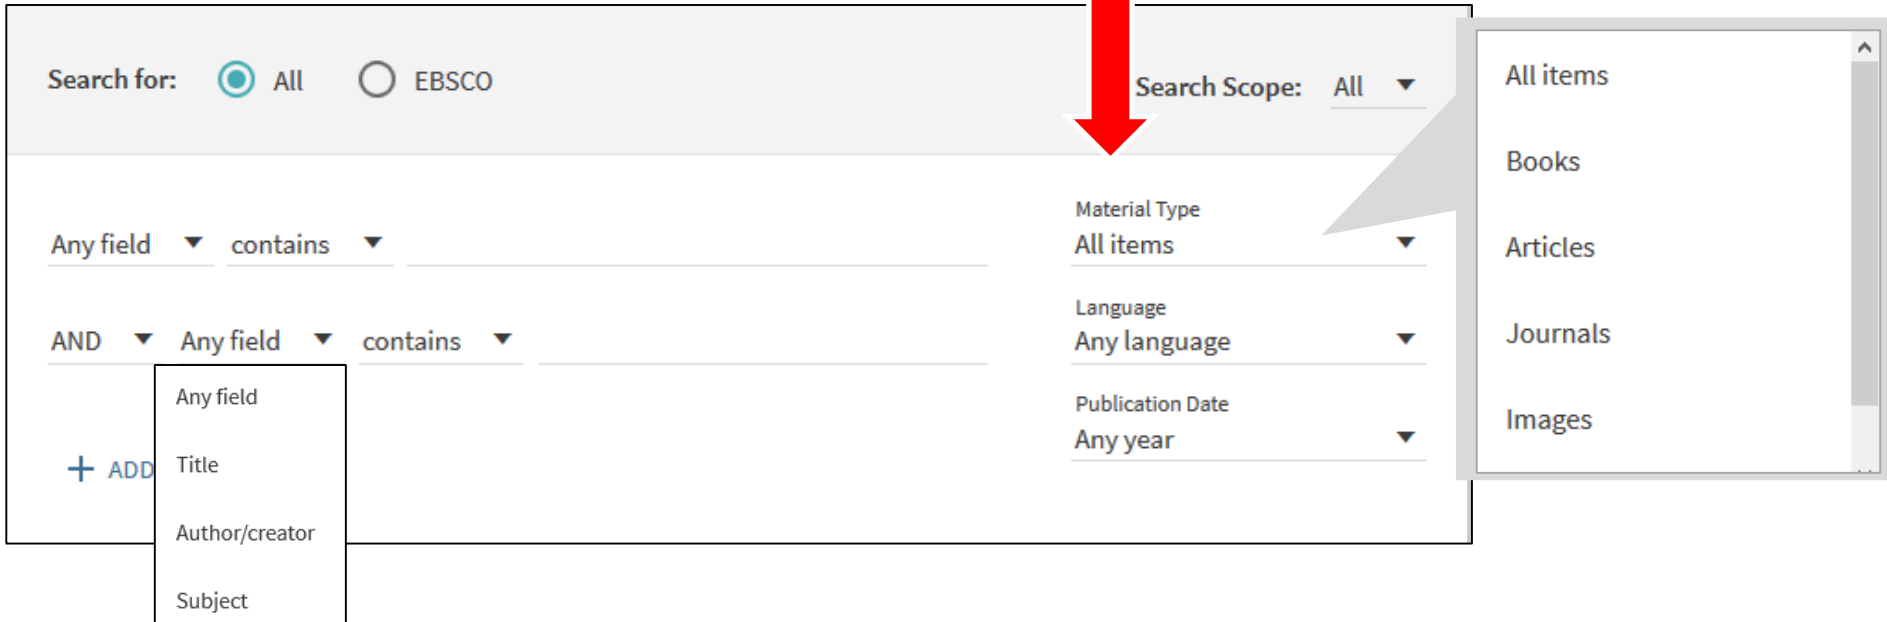 Search for: All EBSCO
Search Scope: All
Any field contains
AND Any field contains
Any field
Title
Author/creator
Subject
ADD
Material Type
All items
Language
Any language
Publication Date
Any year
All items
Books
Articles
Journals
Images